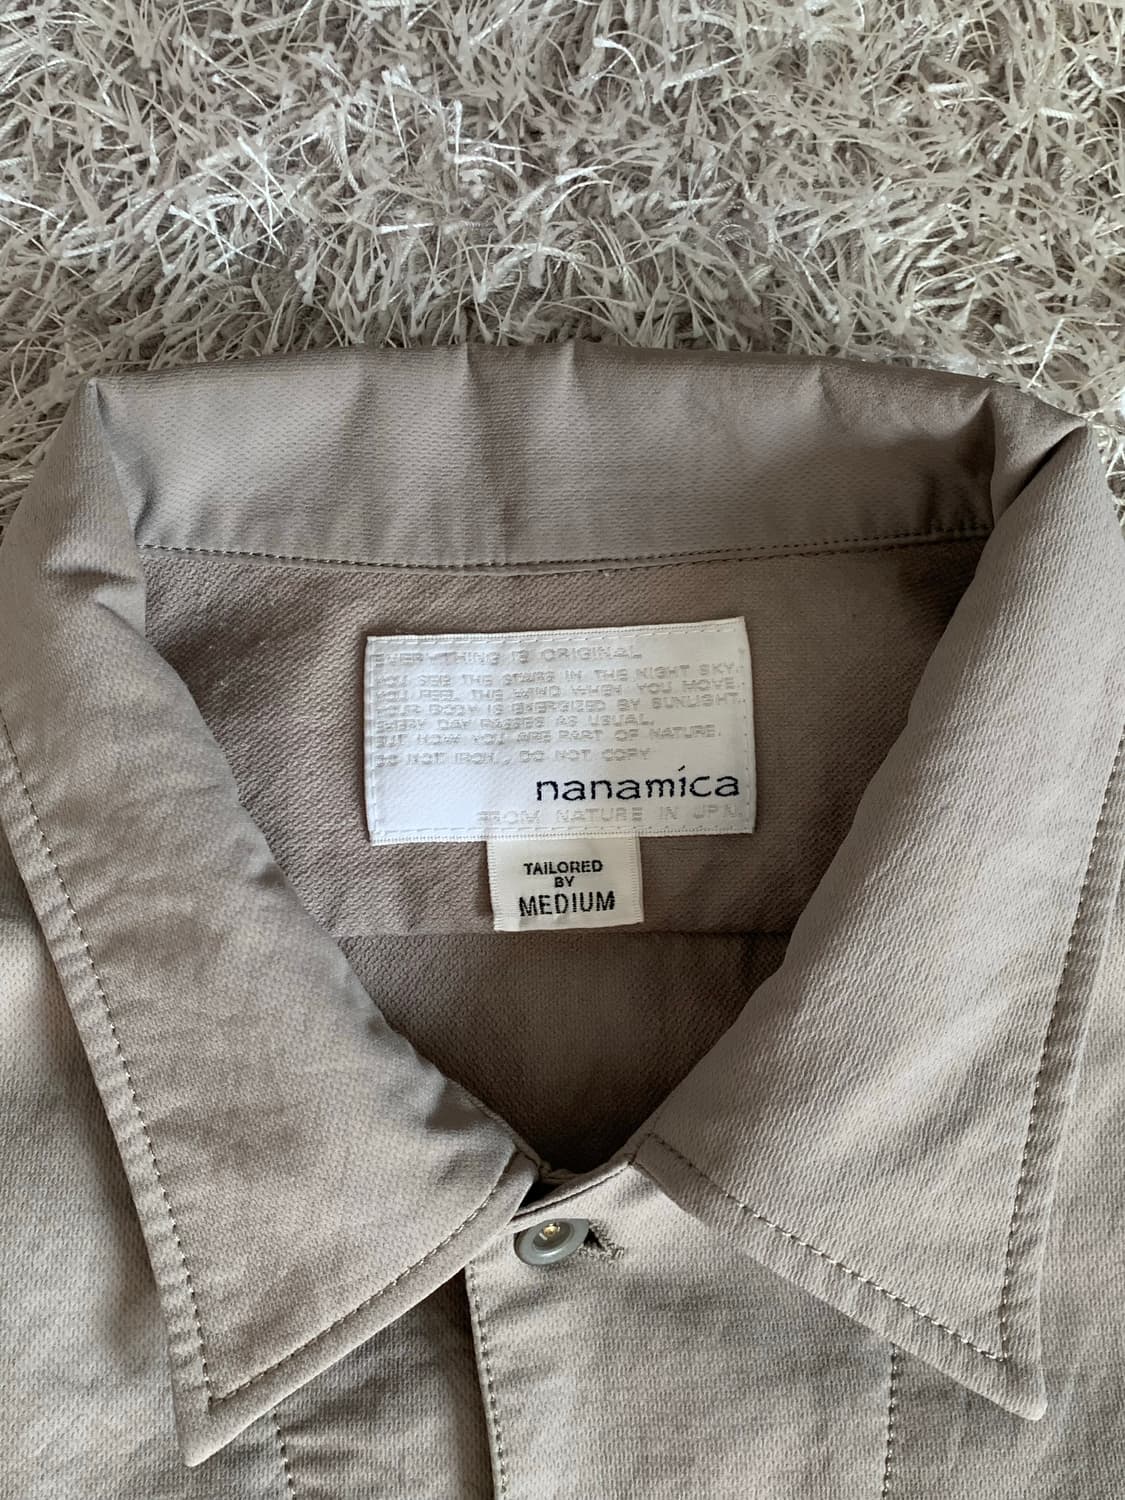 EVERYTHING IS ORIGINAL
YOU SEE THE STARS IN THE NIGHT SKY.
YOU FEEL THE WIND WHEN YOU MOVE.
YOUR BODY IS ENERGIZED BY SUNLIGHT.
EVERY DAY PASSES AS USUAL.
BUT NOW YOU ARE PART OF NATURE.
DO NOT IRON., DO NOT COPY
nanamica
FROM NATURE IN JPN.
TAILORED
BY
MEDIUM